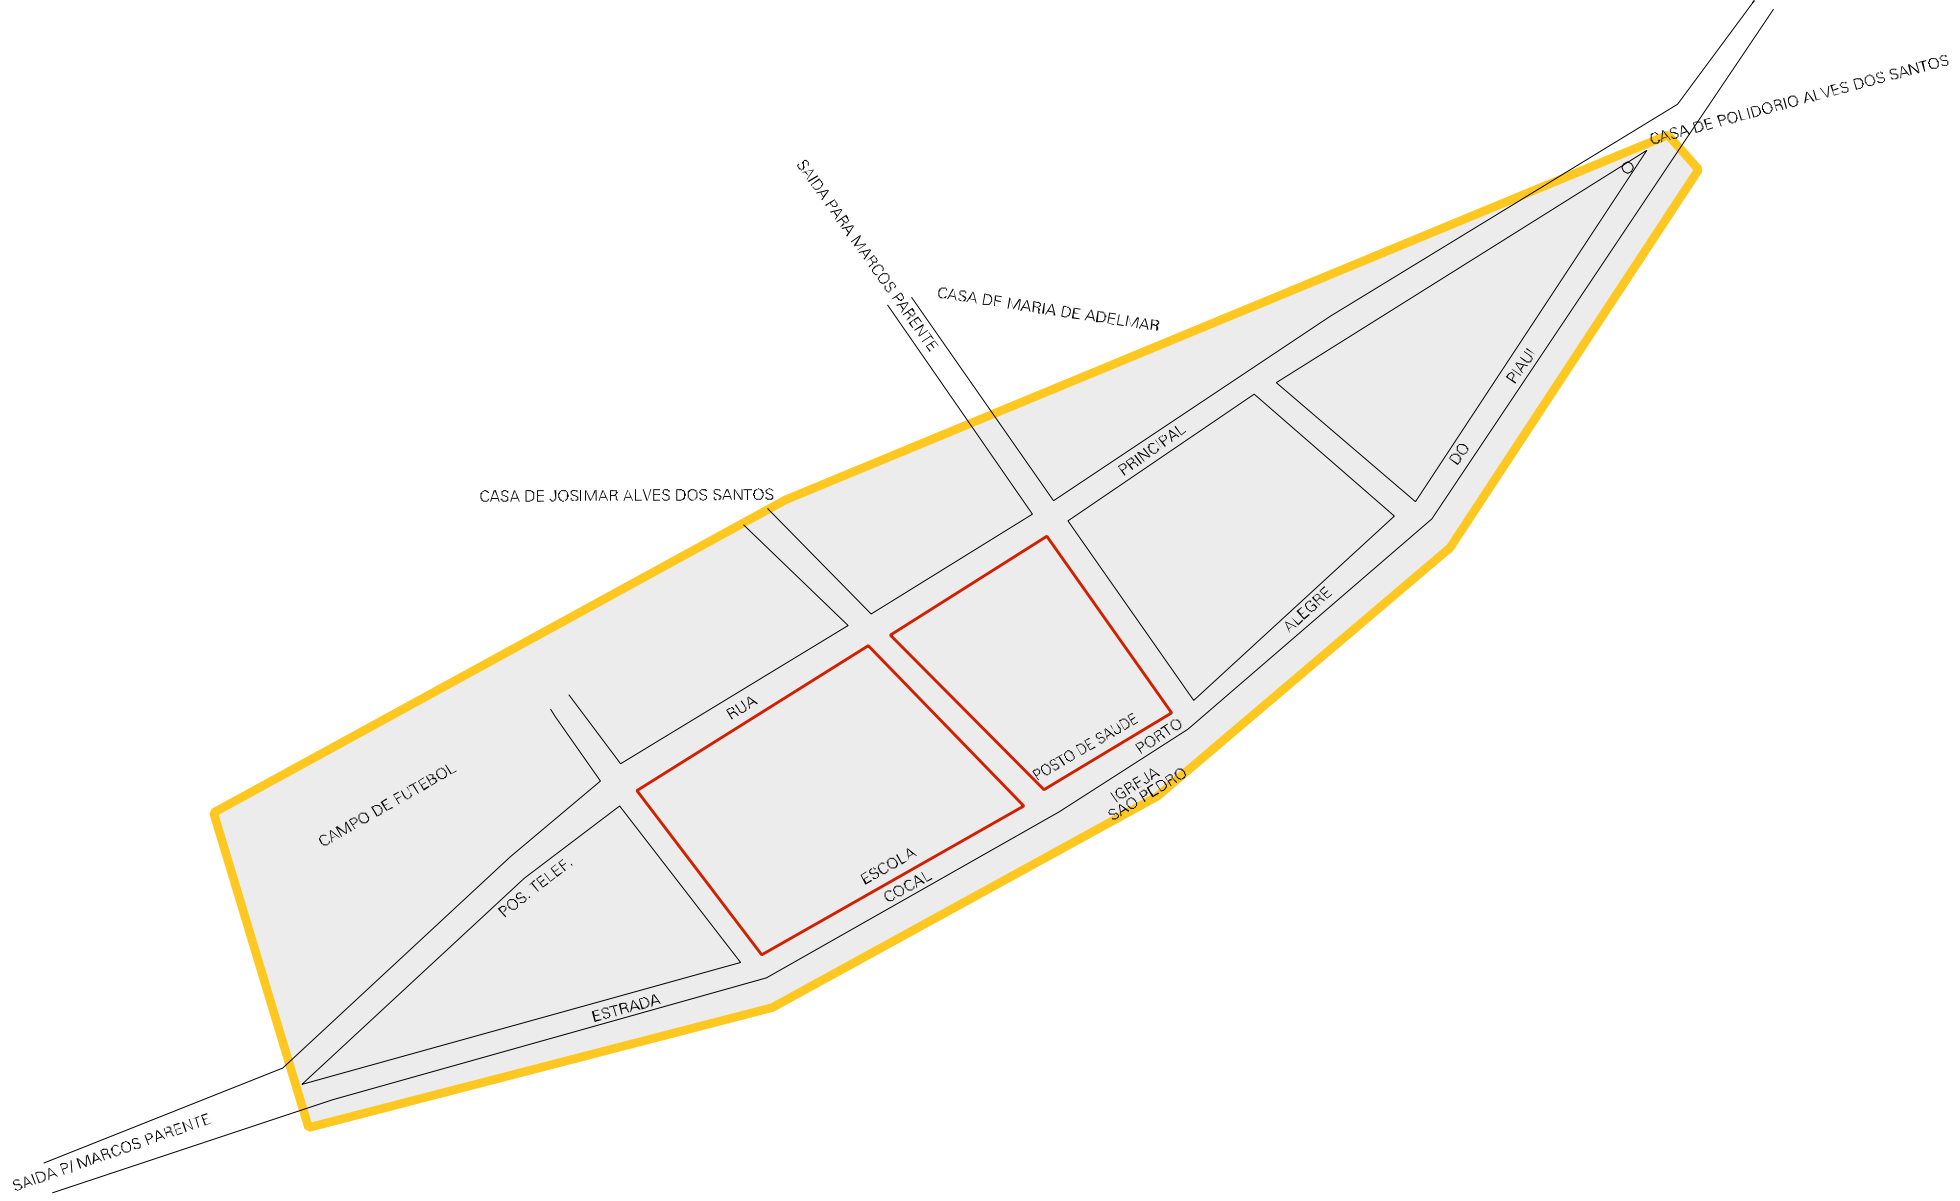 CASA DE POLIDORIO ALVES DOS SANTOS
SAIDA PARA MARCOS PARENTE
CASA DE MARIA DE ADELMAR
PIAUI
DO
PRINCIPAL
CASA DE JOSIMAR ALVES DOS SANTOS
ALEGRE
RUA
POSTO DE SAUDE
PORTO
IGREJA
SAO PEDRO
CAMPO DE FUTEBOL
ESCOLA
COCAL
POS. TELEF.
ESTRADA
SAIDA P/ MARCOS PARENTE